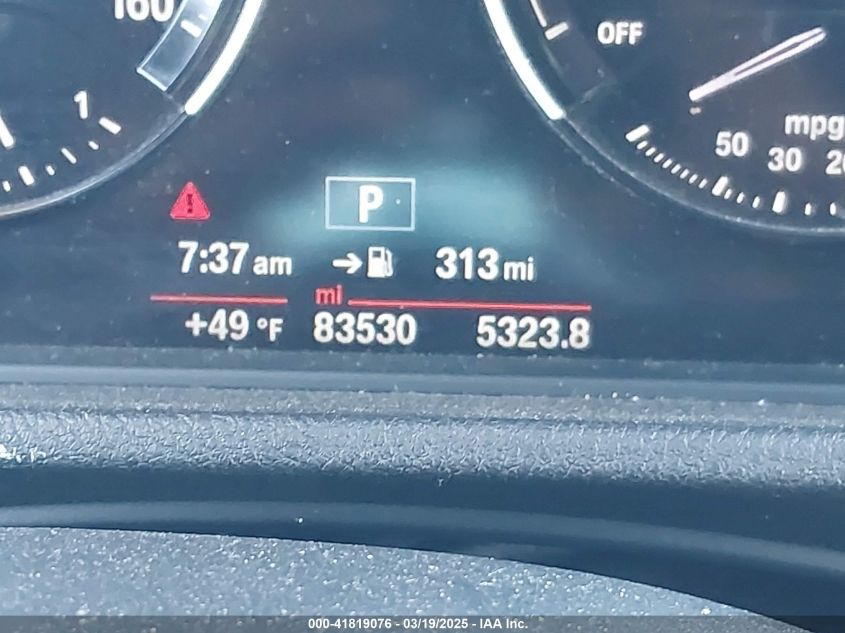 160
OFF
1
mpg
50 30
P
7:37 am → 313 mi
mi
+49 °F 83530 5323.8
000-41819076 - 03/19/2025 - IAA Inc.